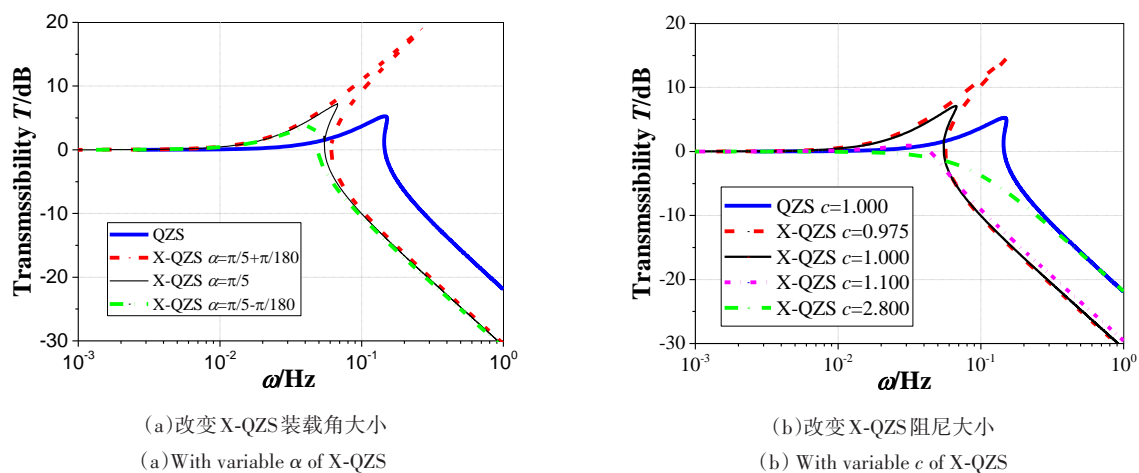 20
10
0
-10
-20
-30
Transmssibility T/dB
QZS
X-QZS α=π/5+π/180
X-QZS α=π/5
X-QZS α=π/5-π/180
10⁻³ 10⁻² 10⁻¹ 10⁰
ω/Hz
(a)改变X-QZS装载角大小
(a)With variable α of X-QZS
20
10
0
-10
-20
-30
Transmssibility T/dB
QZS c=1.000
X-QZS c=0.975
X-QZS c=1.000
X-QZS c=1.100
X-QZS c=2.800
10⁻³ 10⁻² 10⁻¹ 10⁰
ω/Hz
(b)改变X-QZS阻尼大小
(b) With variable c of X-QZS